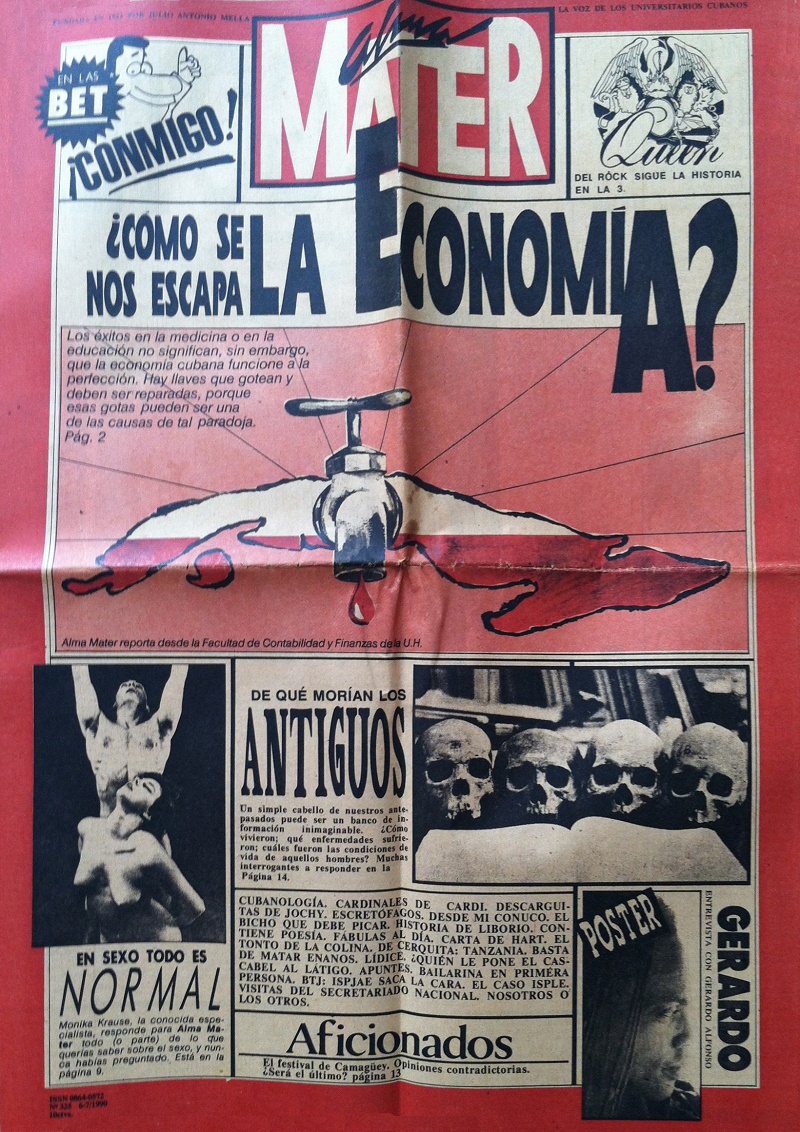 FUNDADA EN 1922 POR JULIO ANTONIO MELLA
LA VOZ DE LOS UNIVERSITARIOS CUBANOS
alma
MATER
EN LAS
BET
¡CONMIGO!
Queen
DEL RÓCK SIGUE LA HISTORIA
EN LA 3.
¿CÓMO SE
NOS ESCAPA
LA ECONOMÍA?
Los éxitos en la medicina o en la
educación no significan, sin embargo,
que la economía cubana funcione a la
perfección. Hay llaves que gotean y
deben ser reparadas, porque
esas gotas pueden ser una
de las causas de tal paradoja.
Pág. 2
Alma Mater reporta desde la Facultad de Contabilidad y Finanzas de la U.H.
EN SEXO TODO ES
NORMAL
Monika Krause, la conocida espe-
cialista, responde para Alma Ma-
ter todo (o parte) de lo que
querías saber sobre el sexo, y nun-
ca habías preguntado. Está en la
página 9.
DE QUÉ MORÍAN LOS
ANTIGUOS
Un simple cabello de nuestros ante-
pasados puede ser un banco de in-
formación inimaginable. ¿Cómo
vivieron; qué enfermedades sufrie-
ron; cuáles fueron las condiciones de
vida de aquellos hombres? Muchas
interrogantes a responder en la
Página 14.
CUBANOLOGÍA. CARDINALES DE CARDI. DESCARGUI-
TAS DE JOCHY. ESCRETÓFAGOS. DESDE MI CONUCO. EL
BICHO QUE DEBE PICAR. HISTORIA DE LIBORIO. CON-
TIENE POESÍA. FÁBULAS AL DÍA. CARTA DE HART. EL
TONTO DE LA COLINA. DE CERQUITA: TANZANIA. BASTA
DE MATAR ENANOS. LÍDICE. ¿QUIÉN LE PONE EL CAS-
CABEL AL LÁTIGO. APUNTES. BAILARINA EN PRIMÉRA
PERSONA. BTJ: ISPJAE SACA LA CARA. EL CASO ISPLE.
VISITAS DEL SECRETARIADO NACIONAL. NOSOTROS O
LOS OTROS.
Aficionados
El festival de Camagüey. Opiniones contradictorias.
¿Será el último? página 13
POSTER
GERARDO
ENTREVISTA CON GERARDO ALFONSO
ISSN 0864-0572
Nº 328 6-7/1990
10ctvs.